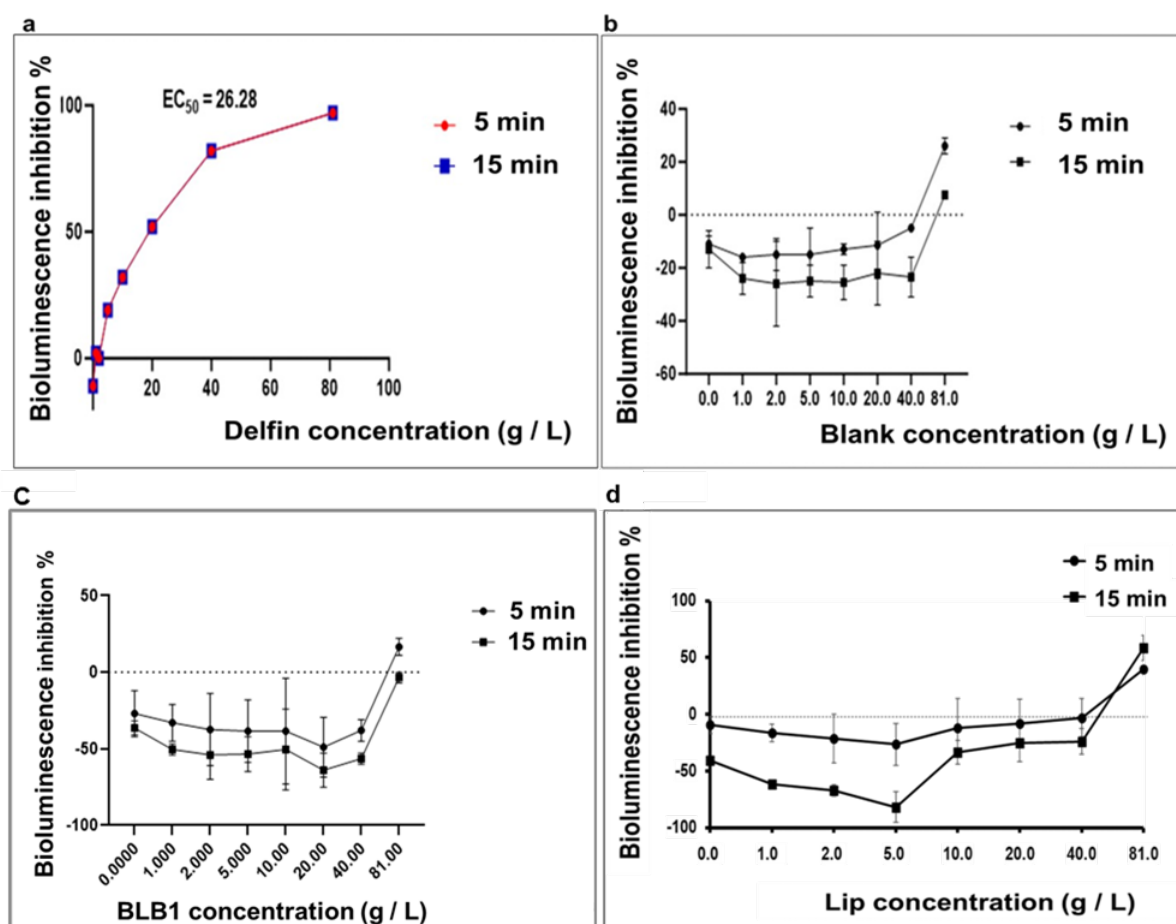 a
Bioluminescence inhibition %
EC50 = 26.28
5 min
15 min
100
50
0
20
40
60
80
100
Delfin concentration (g / L)
b
Bioluminescence inhibition %
5 min
15 min
40
20
0
-20
-40
-60
0.0
1.0
2.0
5.0
10.0
20.0
40.0
81.0
Blank concentration (g / L)
C
Bioluminescence inhibition %
5 min
15 min
50
0
-50
-100
0.0000
1.000
2.000
5.000
10.00
20.00
40.00
81.00
BLB1 concentration (g / L)
d
Bioluminescence inhibition %
5 min
15 min
100
50
0
-50
-100
0.0
1.0
2.0
5.0
10.0
20.0
40.0
81.0
Lip concentration (g / L)